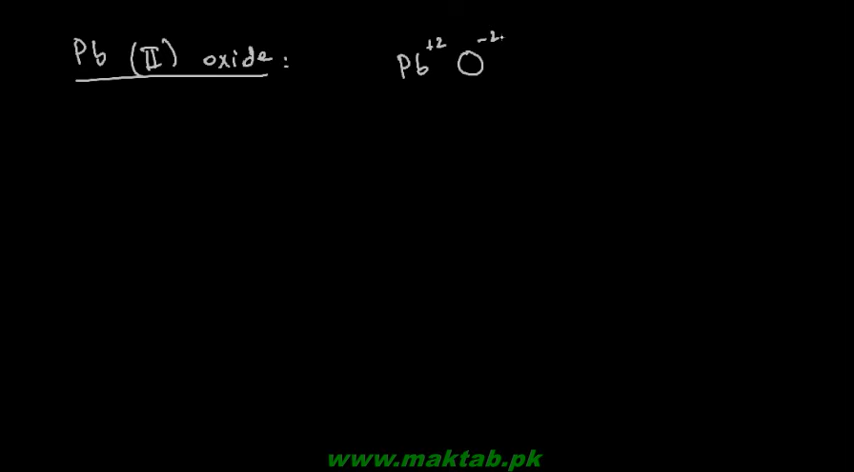 Pb (II) oxide : Pb⁺² O⁻²
www.maktab.pk